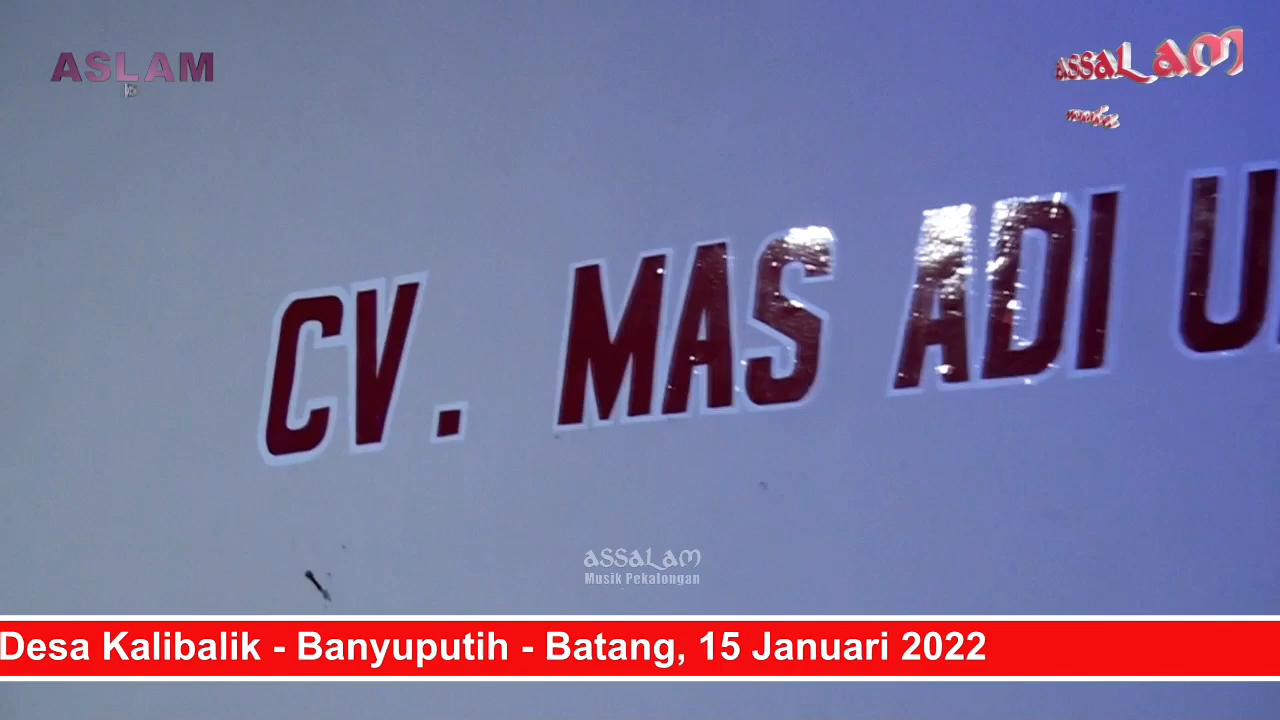 ASLAM
ASSALAM
CV. MAS ADI U
ASSALAM
Musik Pekalongan
Desa Kalibalik - Banyuputih - Batang, 15 Januari 2022